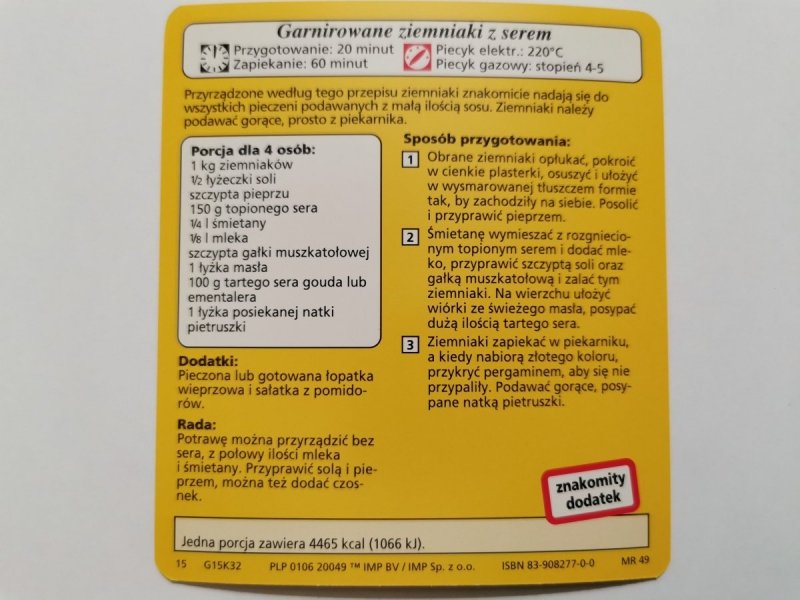 Garnirowane ziemniaki z serem
Przygotowanie: 20 minut
Zapiekanie: 60 minut
Piecyk elektr.: 220°C
Piecyk gazowy: stopień 4-5
Przyrządzone według tego przepisu ziemniaki znakomicie nadają się do
wszystkich pieczeni podawanych z małą ilością sosu. Ziemniaki należy
podawać gorące, prosto z piekarnika.
Porcja dla 4 osób:
1 kg ziemniaków
1/2 łyżeczki soli
szczypta pieprzu
150 g topionego sera
1/4 l śmietany
1/8 l mleka
szczypta gałki muszkatołowej
1 łyżka masła
100 g tartego sera gouda lub
ementalera
1 łyżka posiekanej natki
pietruszki
Dodatki:
Pieczona lub gotowana łopatka
wieprzowa i sałatka z pomido-
rów.
Rada:
Potrawę można przyrządzić bez
sera, z połowy ilości mleka
i śmietany. Przyprawić solą i pie-
przem, można też dodać czos-
nek.
Sposób przygotowania:
1 Obrane ziemniaki opłukać, pokroić
w cienkie plasterki, osuszyć i ułożyć
w wysmarowanej tłuszczem formie
tak, by zachodziły na siebie. Posolić
i przyprawić pieprzem.
2 Śmietanę wymieszać z rozgniecio-
nym topionym serem i dodać mle-
ko, przyprawić szczyptą soli oraz
gałką muszkatołową i zalać tym
ziemniaki. Na wierzchu ułożyć
wiórki ze świeżego masła, posypać
dużą ilością tartego sera.
3 Ziemniaki zapiekać w piekarniku,
a kiedy nabiorą złotego koloru,
przykryć pergaminem, aby się nie
przypaliły. Podawać gorące, posy-
pane natką pietruszki.
znakomity
dodatek
Jedna porcja zawiera 4465 kcal (1066 kJ).
15 G15K32 PLP 0106 20049 ™ IMP BV / IMP Sp. z o.o. ISBN 83-908277-0-0 MR 49